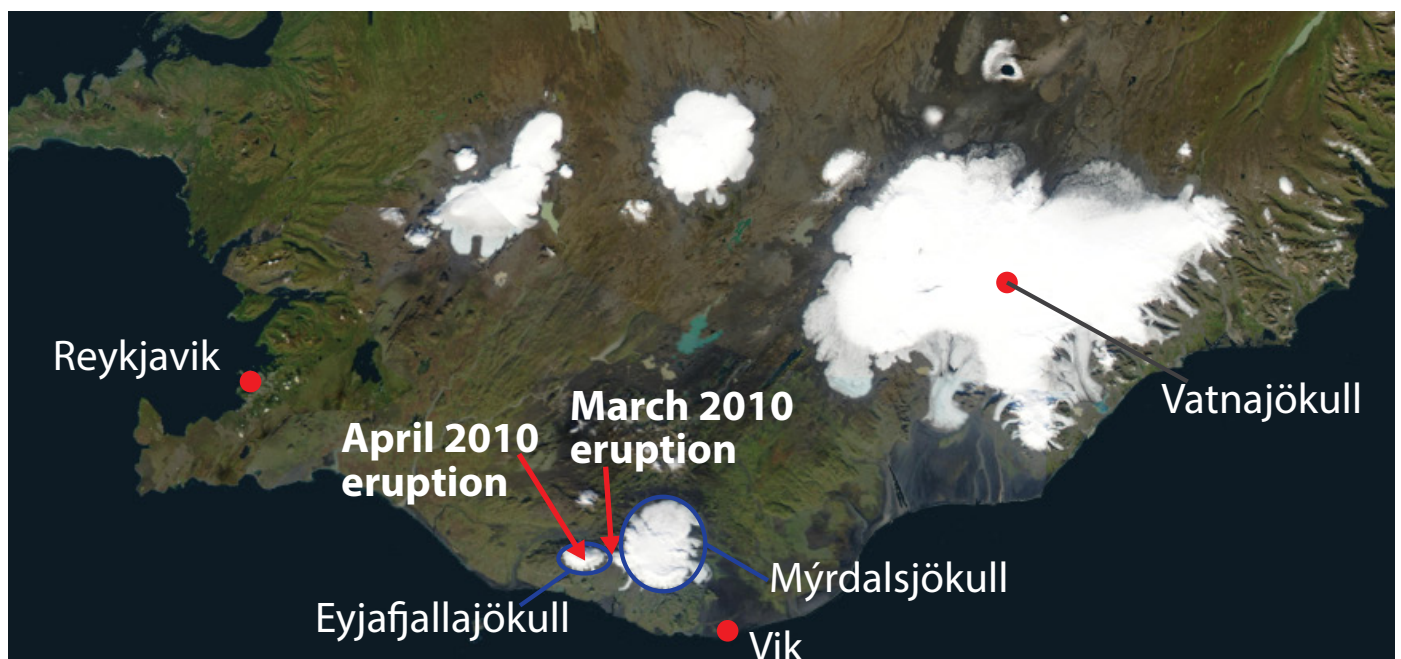 Reykjavik
March 2010
eruption
April 2010
eruption
Vatnajökull
Mýrdalsjökull
Eyjafjallajökull
Vik